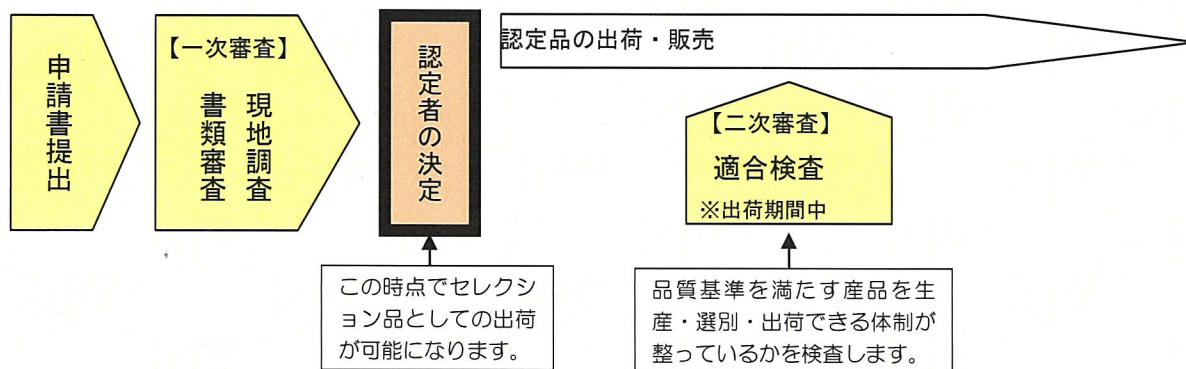 申請書提出
【一次審査】
現地調査
書類審査
認定者の決定
認定品の出荷・販売
【二次審査】
適合検査
※出荷期間中
この時点でセレクシ
ョン品としての出荷
が可能になります。
品質基準を満たす産品を生
産・選別・出荷できる体制が
整っているかを検査します。